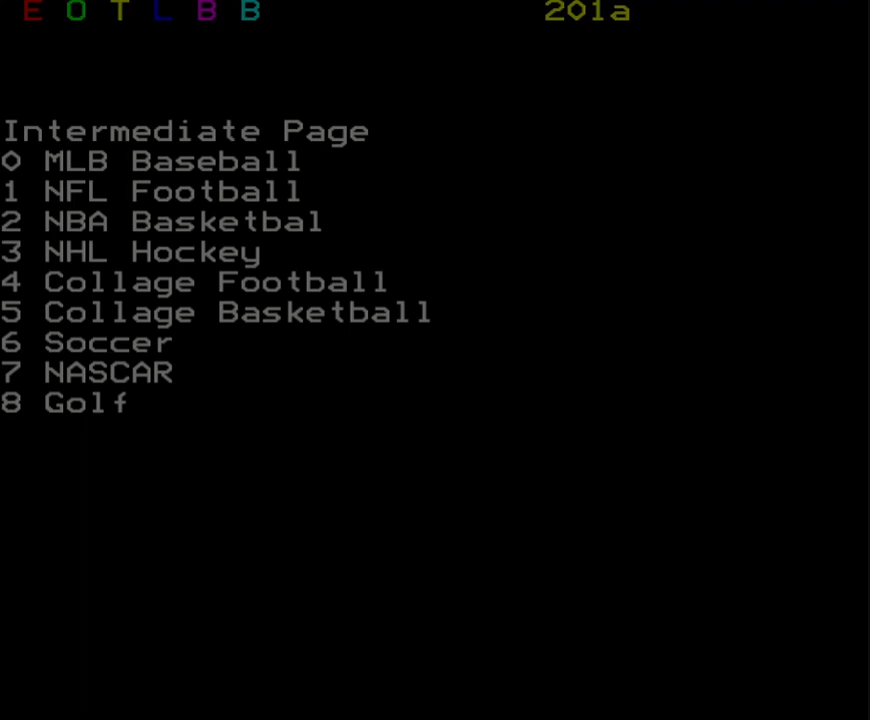 E O T L B B 201a
Intermediate Page
0 MLB Baseball
1 NFL Football
2 NBA Basketbal
3 NHL Hockey
4 Collage Football
5 Collage Basketball
6 Soccer
7 NASCAR
8 Golf